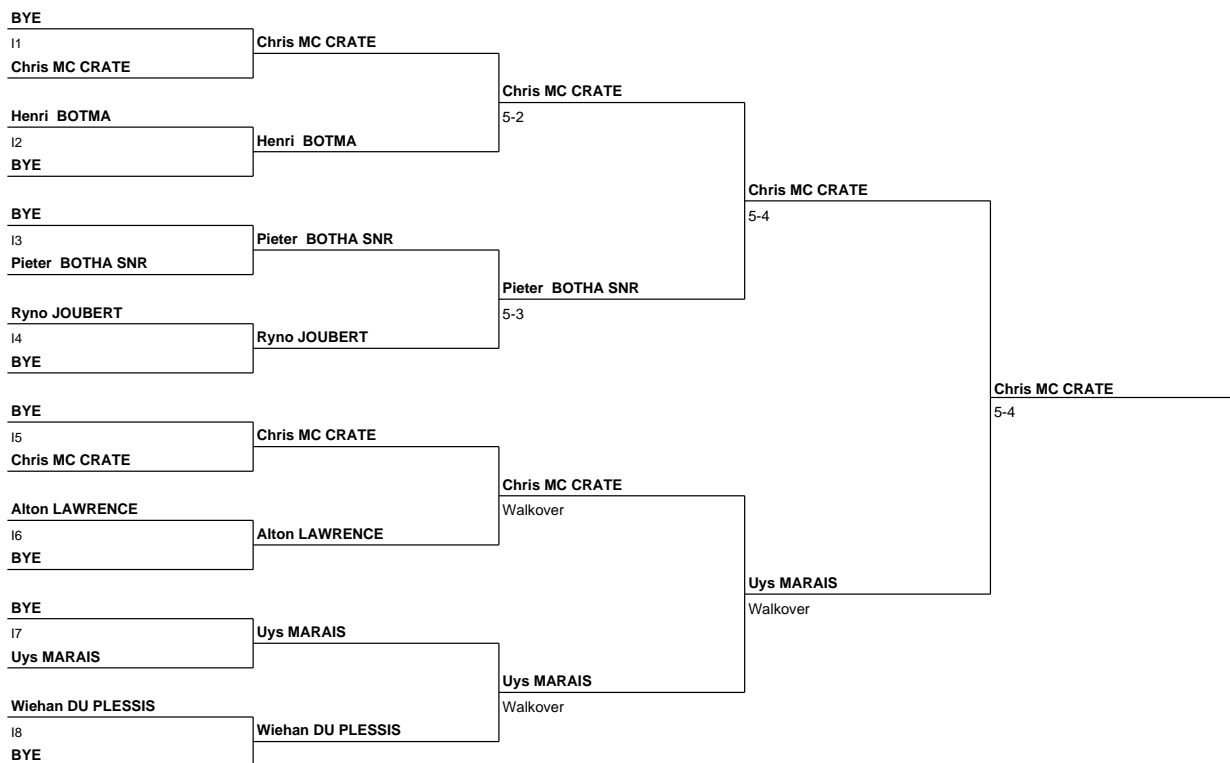 BYE
I1
Chris MC CRATE
Henri BOTMA
I2
BYE
BYE
I3
Pieter BOTHA SNR
Ryno JOUBERT
I4
BYE
BYE
I5
Chris MC CRATE
Alton LAWRENCE
I6
BYE
BYE
I7
Uys MARAIS
Wiehan DU PLESSIS
I8
BYE
Chris MC CRATE
Henri BOTMA
Pieter BOTHA SNR
Ryno JOUBERT
Chris MC CRATE
Alton LAWRENCE
Uys MARAIS
Wiehan DU PLESSIS
Chris MC CRATE
5-2
Pieter BOTHA SNR
5-3
Chris MC CRATE
Walkover
Uys MARAIS
Walkover
Chris MC CRATE
5-4
Uys MARAIS
Walkover
Chris MC CRATE
5-4